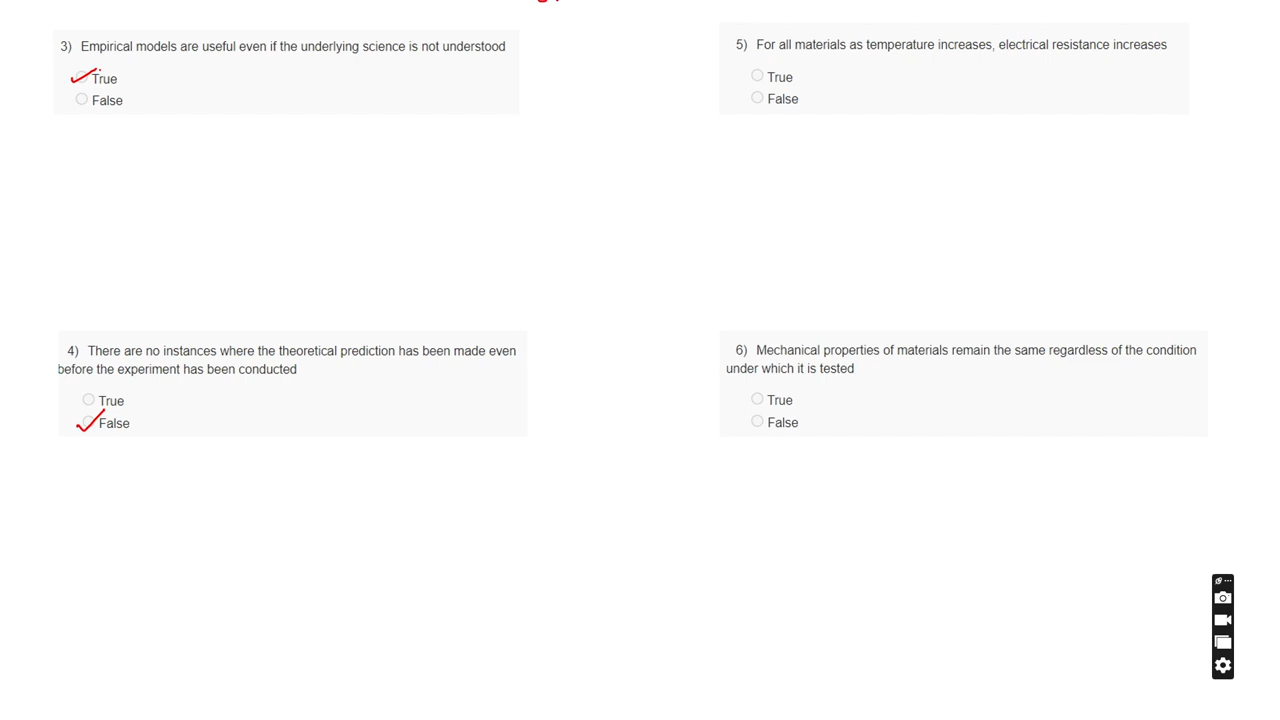 3) Empirical models are useful even if the underlying science is not understood
True
False
4) There are no instances where the theoretical prediction has been made even
before the experiment has been conducted
True
False
5) For all materials as temperature increases, electrical resistance increases
True
False
6) Mechanical properties of materials remain the same regardless of the condition
under which it is tested
True
False